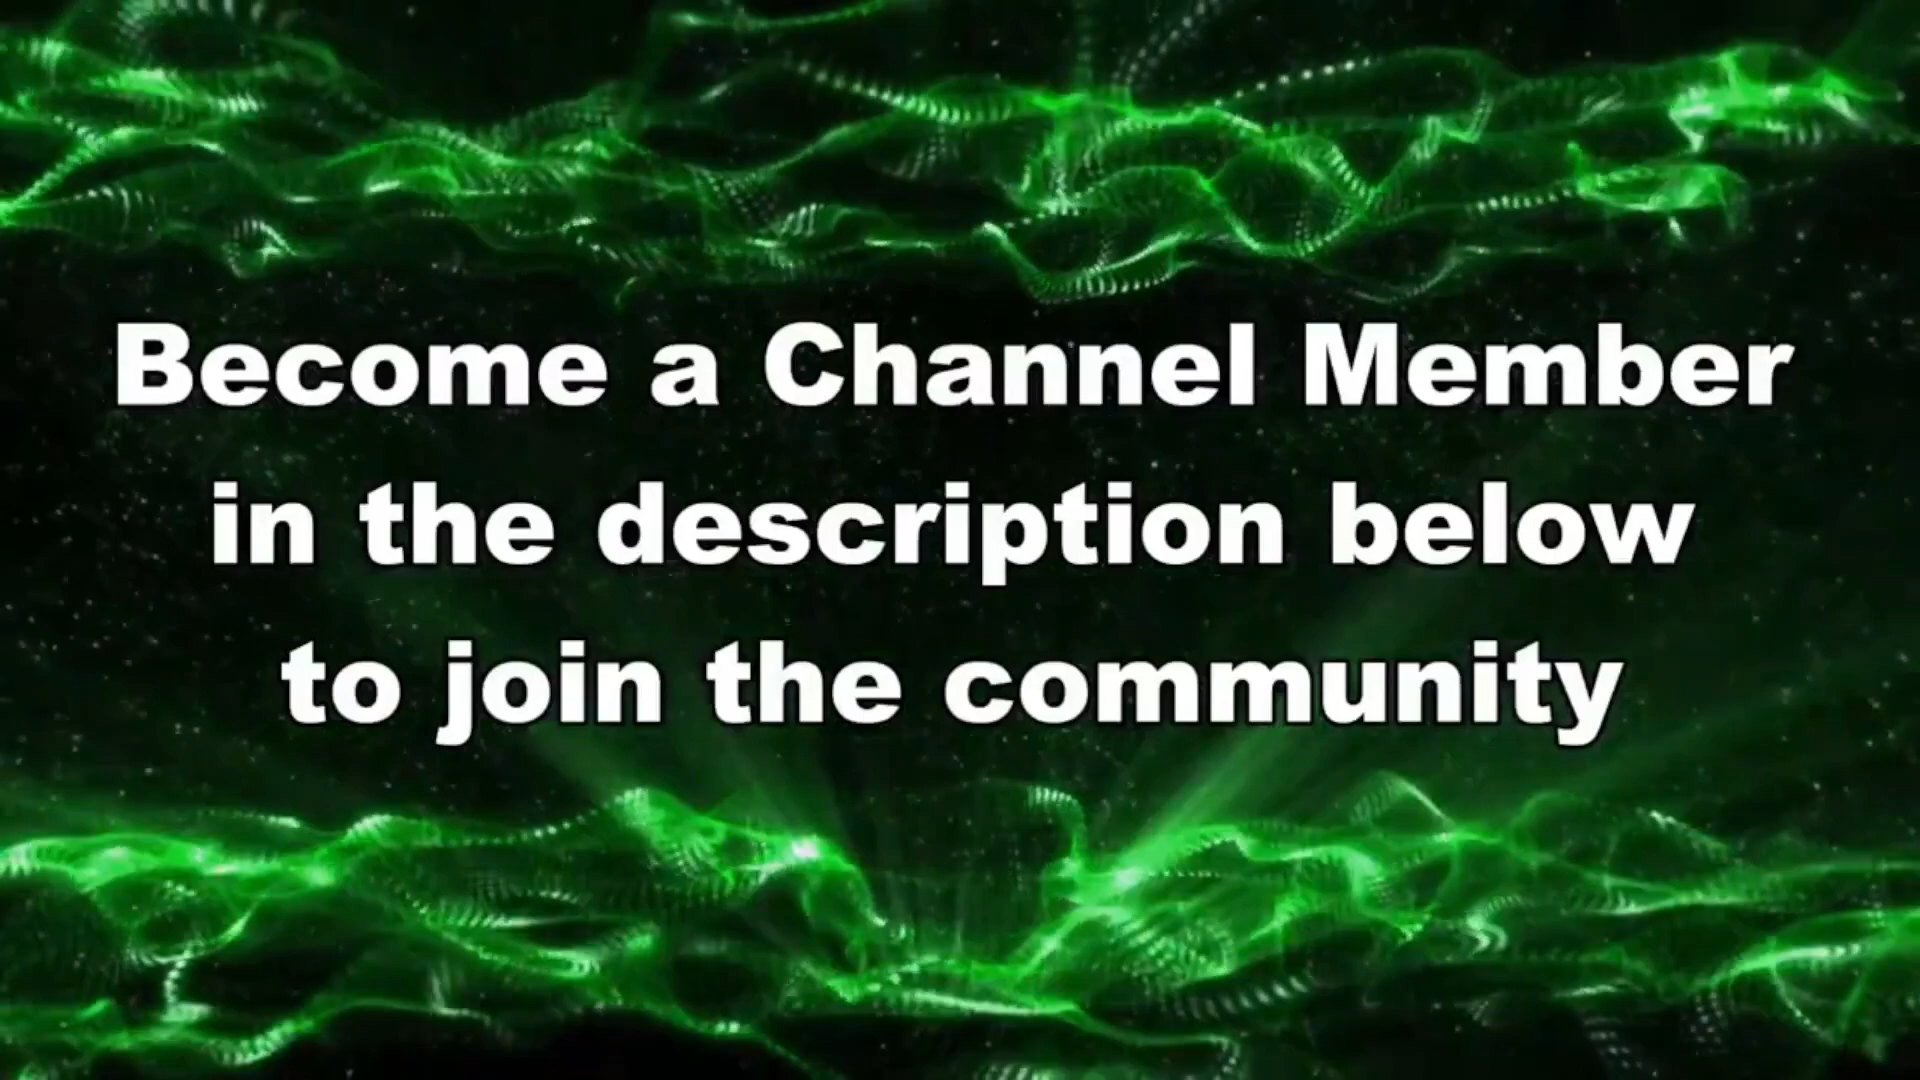 Become a Channel Member
in the description below
to join the community